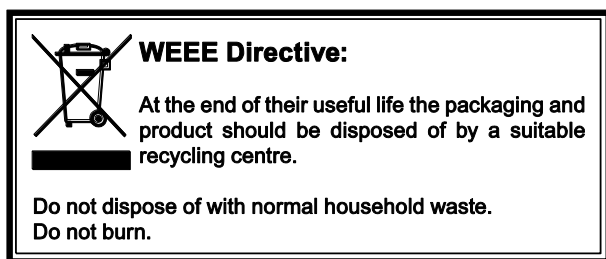 WEEE Directive:
At the end of their useful life the packaging and
product should be disposed of by a suitable
recycling centre.
Do not dispose of with normal household waste.
Do not burn.